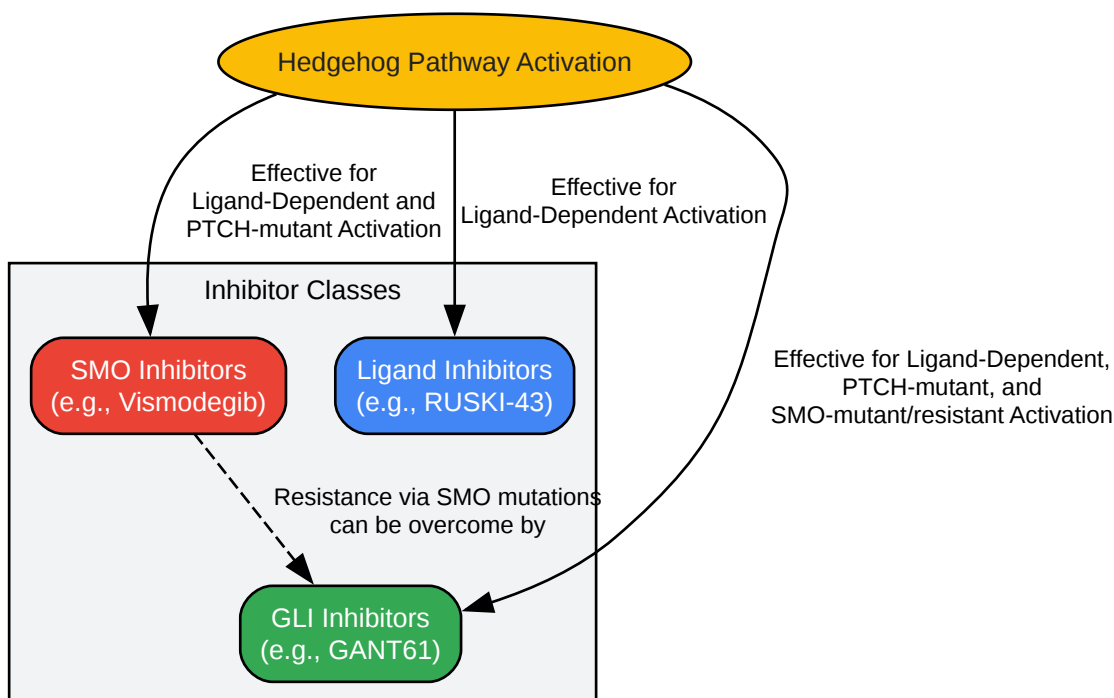 Hedgehog Pathway Activation
Effective for
Ligand-Dependent and
PTCH-mutant Activation
Effective for
Ligand-Dependent Activation
Inhibitor Classes
SMO Inhibitors
(e.g., Vismodegib)
Ligand Inhibitors
(e.g., RUSKI-43)
Effective for Ligand-Dependent,
PTCH-mutant, and
SMO-mutant/resistant Activation
Resistance via SMO mutations
can be overcome by
GLI Inhibitors
(e.g., GANT61)